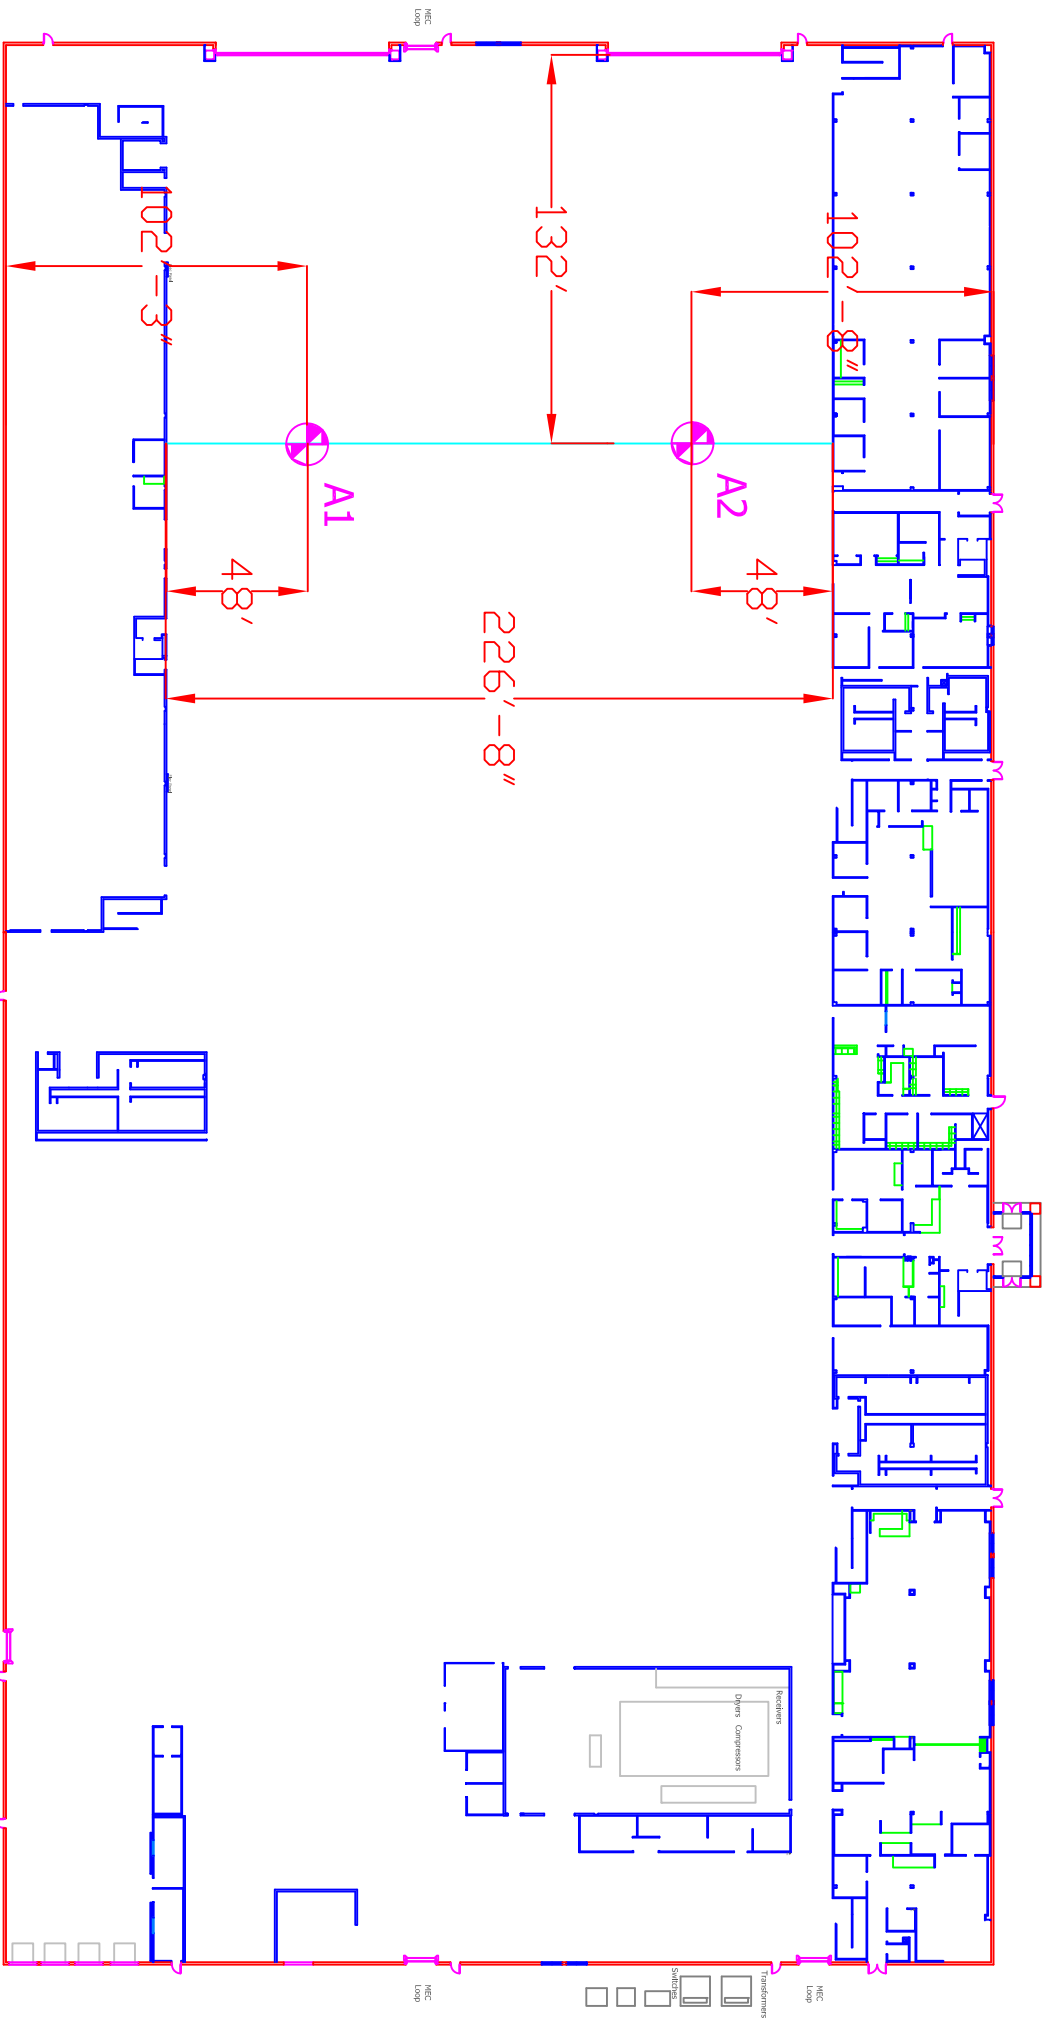 MEC
Loop
132'
102'-3"
102'-8"
A1
A2
48'
48'
226'-8"
Receivers
Dryers Compressors
MEC
Loop
Switches
Transformers
MEC
Loop